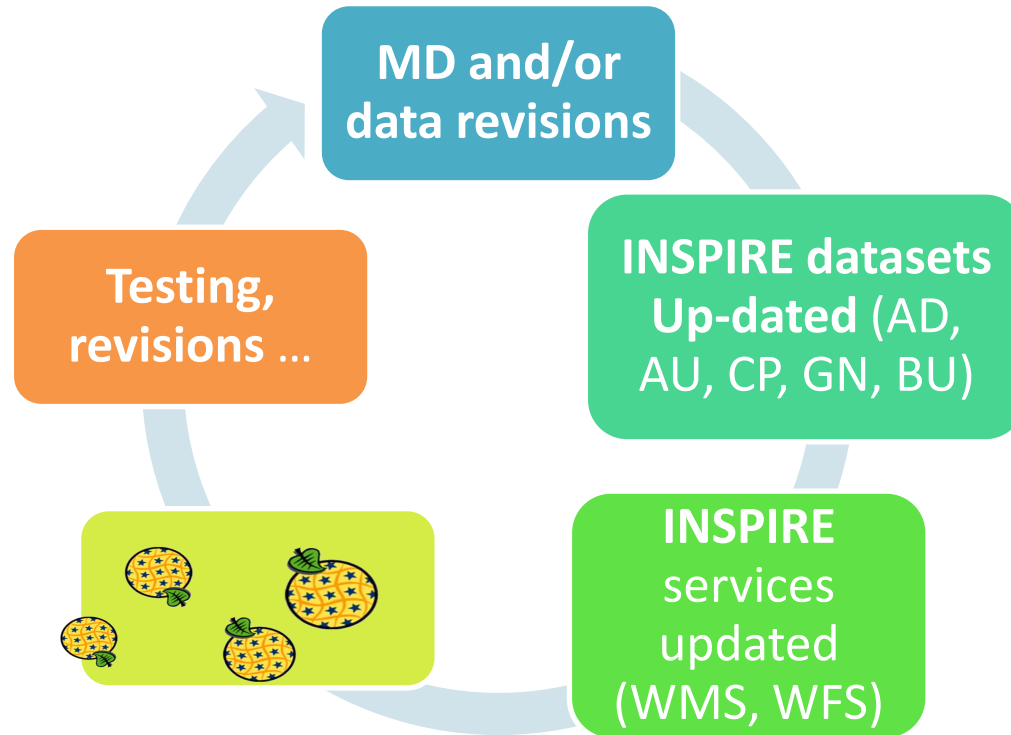 MD and/or
data revisions
INSPIRE datasets
Up-dated (AD,
AU, CP, GN, BU)
INSPIRE
services
updated
(WMS, WFS)
Testing,
revisions ...